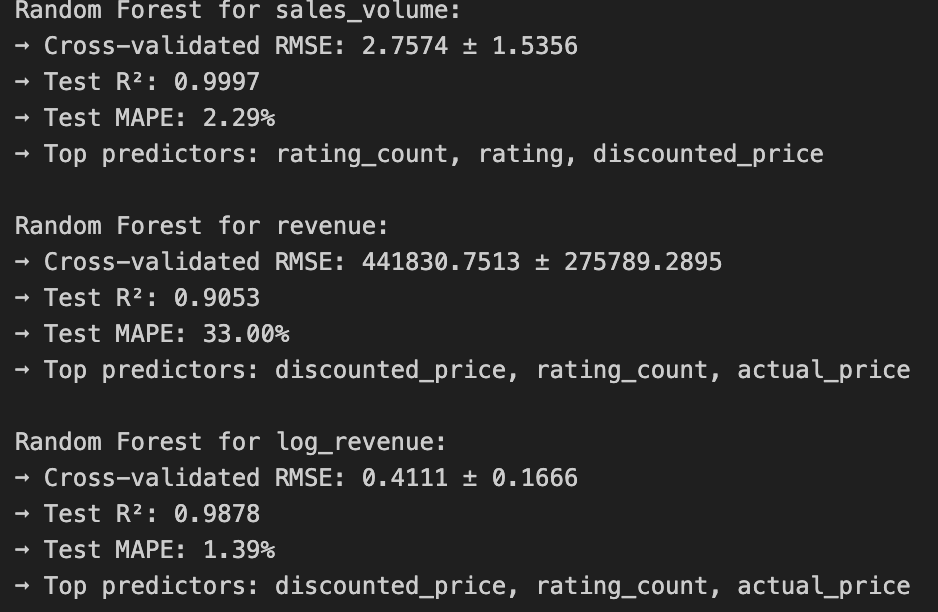 Random Forest for sales_volume:
→ Cross-validated RMSE: 2.7574 ± 1.5356
→ Test R²: 0.9997
→ Test MAPE: 2.29%
→ Top predictors: rating_count, rating, discounted_price
Random Forest for revenue:
→ Cross-validated RMSE: 441830.7513 ± 275789.2895
→ Test R²: 0.9053
→ Test MAPE: 33.00%
→ Top predictors: discounted_price, rating_count, actual_price
Random Forest for log_revenue:
→ Cross-validated RMSE: 0.4111 ± 0.1666
→ Test R²: 0.9878
→ Test MAPE: 1.39%
→ Top predictors: discounted_price, rating_count, actual_price